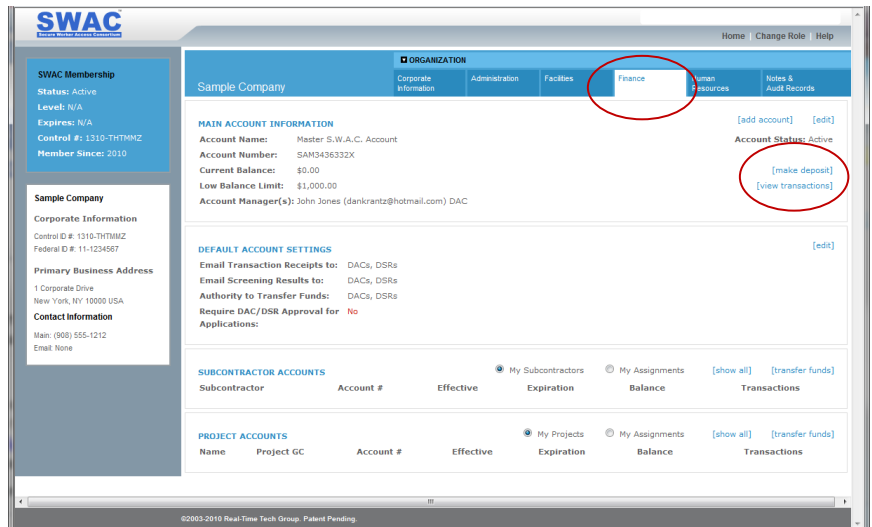 SWAC
Secure Worker Access Consortium
Home | Change Role | Help
SWAC Membership
Status: Active
Level: N/A
Expires: N/A
Control #: 1310-THTMMZ
Member Since: 2010
Sample Company
Corporate Information
Control ID #: 1310-THTMMZ
Federal ID #: 11-1234567
Primary Business Address
1 Corporate Drive
New York, NY 10000 USA
Contact Information
Main: (908) 555-1212
Email: None
ORGANIZATION
Sample Company
Corporate Information
Administration
Facilities
Finance
Human Resources
Notes & Audit Records
MAIN ACCOUNT INFORMATION [add account] [edit]
Account Name: Master S.W.A.C. Account Account Status: Active
Account Number: SAM3436332X
Current Balance: $0.00 [make deposit]
Low Balance Limit: $1,000.00 [view transactions]
Account Manager(s): John Jones (dankrantz@hotmail.com) DAC
DEFAULT ACCOUNT SETTINGS [edit]
Email Transaction Receipts to: DACs, DSRs
Email Screening Results to: DACs, DSRs
Authority to Transfer Funds: DACs, DSRs
Require DAC/DSR Approval for No
Applications:
SUBCONTRACTOR ACCOUNTS My Subcontractors My Assignments [show all] [transfer funds]
Subcontractor Account # Effective Expiration Balance Transactions
PROJECT ACCOUNTS My Projects My Assignments [show all] [transfer funds]
Name Project GC Account # Effective Expiration Balance Transactions
©2003-2010 Real-Time Tech Group. Patent Pending.